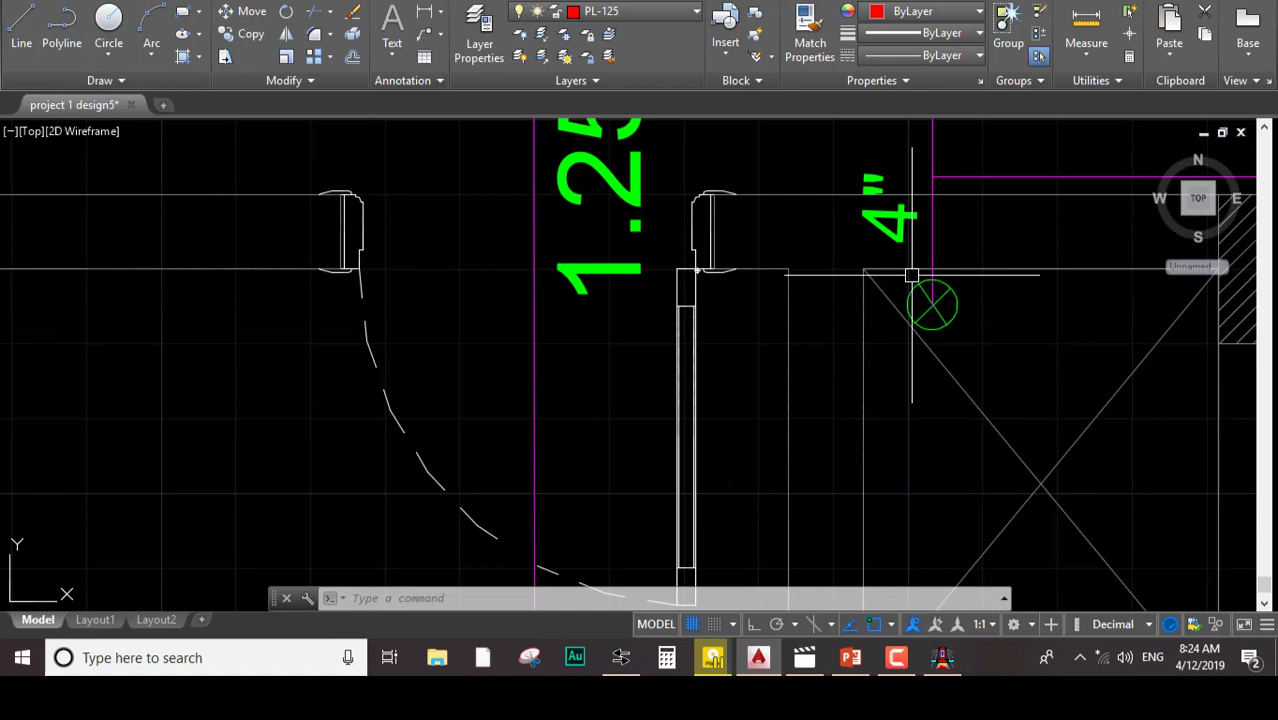 Line
Polyline
Circle
Arc
Move
Copy
Text
Layer
Properties
PL-125
Insert
Match
Properties
ByLayer
ByLayer
ByLayer
Group
Measure
Paste
Base
Draw
Modify
Annotation
Layers
Block
Properties
Groups
Utilities
Clipboard
View
project 1 design5*
[−][Top][2D Wireframe]
N
W
TOP
E
S
Unnamed
4"
Y
X
Type a command
Model
Layout1
Layout2
MODEL
1:1
Decimal
Type here to search
Au
ENG
8:24 AM
4/12/2019
2